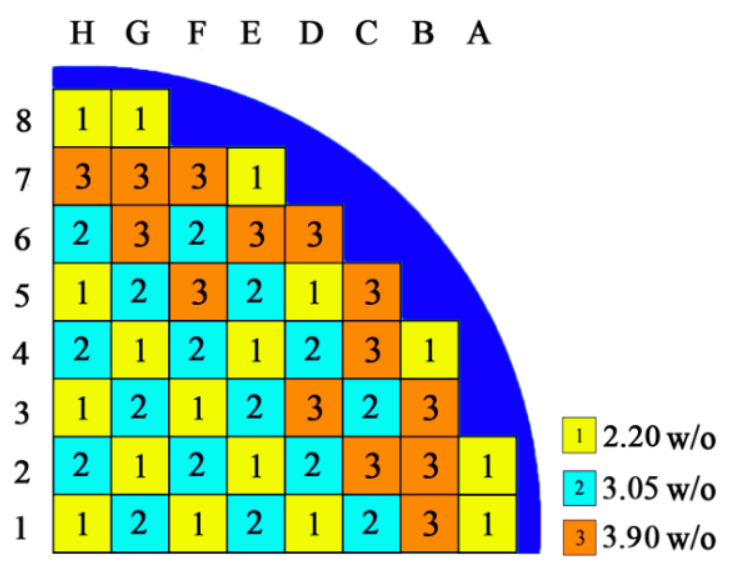 H G F E D C B A
8 1 1
7 3 3 3 1
6 2 3 2 3 3
5 1 2 3 2 1 3
4 2 1 2 1 2 3 1
3 1 2 1 2 3 2 3
2 2 1 2 1 2 3 3 1
1 1 2 1 2 1 2 3 1
1 2.20 w/o
2 3.05 w/o
3 3.90 w/o